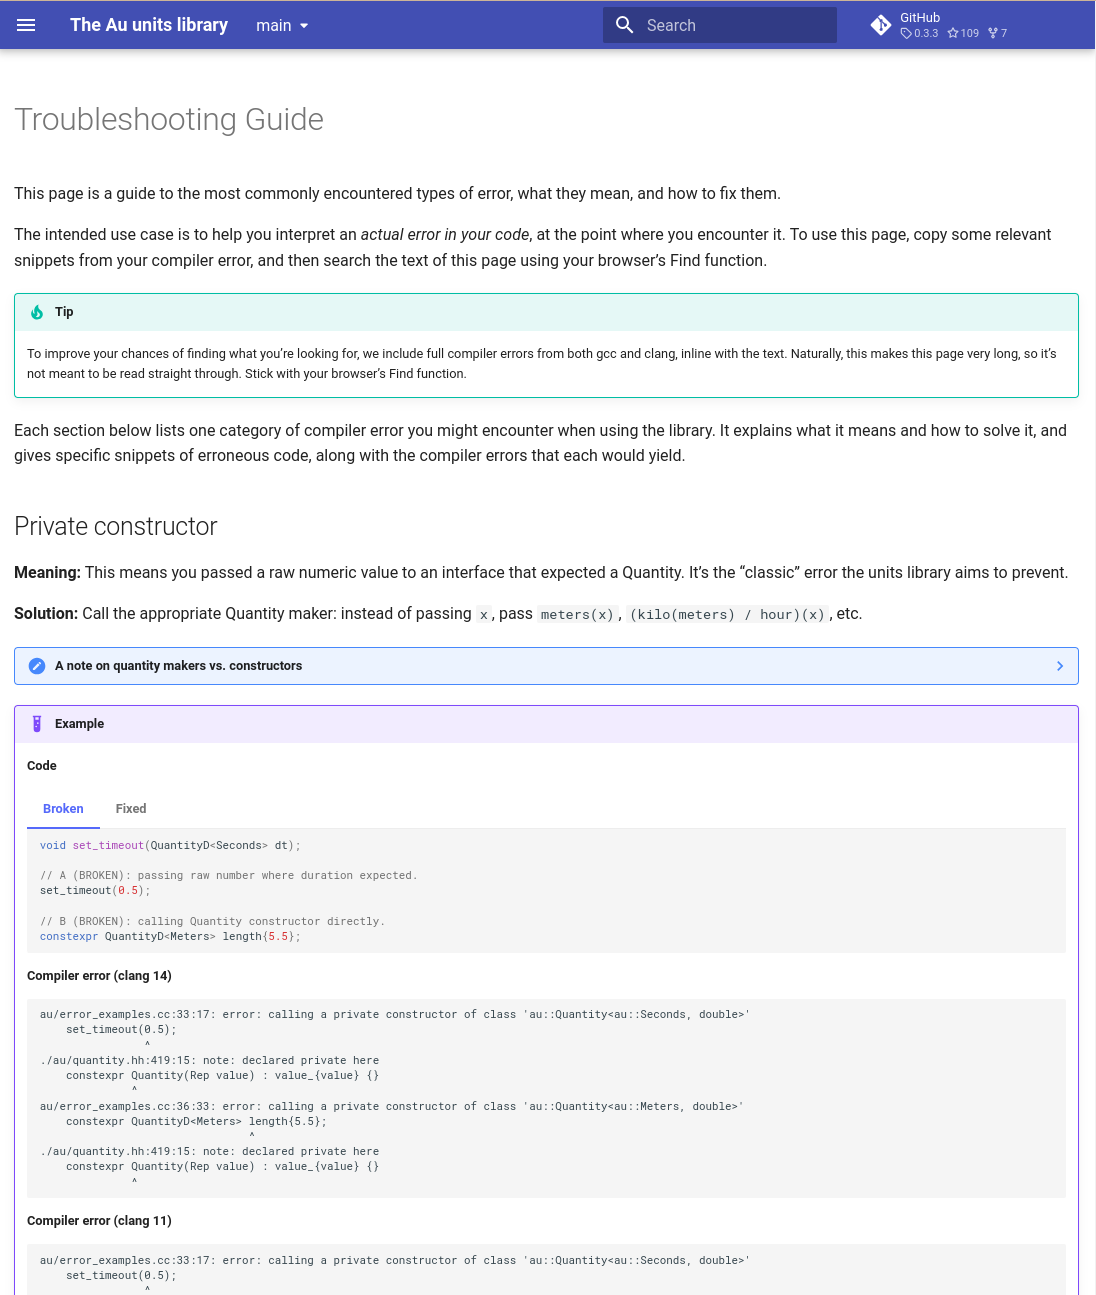 The Au units library
main
Search
GitHub
0.3.3 109 7
Troubleshooting Guide
This page is a guide to the most commonly encountered types of error, what they mean, and how to fix them.
The intended use case is to help you interpret an actual error in your code, at the point where you encounter it. To use this page, copy some relevant
snippets from your compiler error, and then search the text of this page using your browser’s Find function.
Tip
To improve your chances of finding what you’re looking for, we include full compiler errors from both gcc and clang, inline with the text. Naturally, this makes this page very long, so it’s
not meant to be read straight through. Stick with your browser’s Find function.
Each section below lists one category of compiler error you might encounter when using the library. It explains what it means and how to solve it, and
gives specific snippets of erroneous code, along with the compiler errors that each would yield.
Private constructor
Meaning: This means you passed a raw numeric value to an interface that expected a Quantity. It’s the “classic” error the units library aims to prevent.
Solution: Call the appropriate Quantity maker: instead of passing x, pass meters(x), (kilo(meters) / hour)(x), etc.
A note on quantity makers vs. constructors
Example
Code
Broken Fixed
void set_timeout(QuantityD<Seconds> dt);
// A (BROKEN): passing raw number where duration expected.
set_timeout(0.5);
// B (BROKEN): calling Quantity constructor directly.
constexpr QuantityD<Meters> length{5.5};
Compiler error (clang 14)
au/error_examples.cc:33:17: error: calling a private constructor of class 'au::Quantity<au::Seconds, double>'
    set_timeout(0.5);
                ^
./au/quantity.hh:419:15: note: declared private here
    constexpr Quantity(Rep value) : value_{value} {}
              ^
au/error_examples.cc:36:33: error: calling a private constructor of class 'au::Quantity<au::Meters, double>'
    constexpr QuantityD<Meters> length{5.5};
                                ^
./au/quantity.hh:419:15: note: declared private here
    constexpr Quantity(Rep value) : value_{value} {}
              ^
Compiler error (clang 11)
au/error_examples.cc:33:17: error: calling a private constructor of class 'au::Quantity<au::Seconds, double>'
    set_timeout(0.5);
                ^